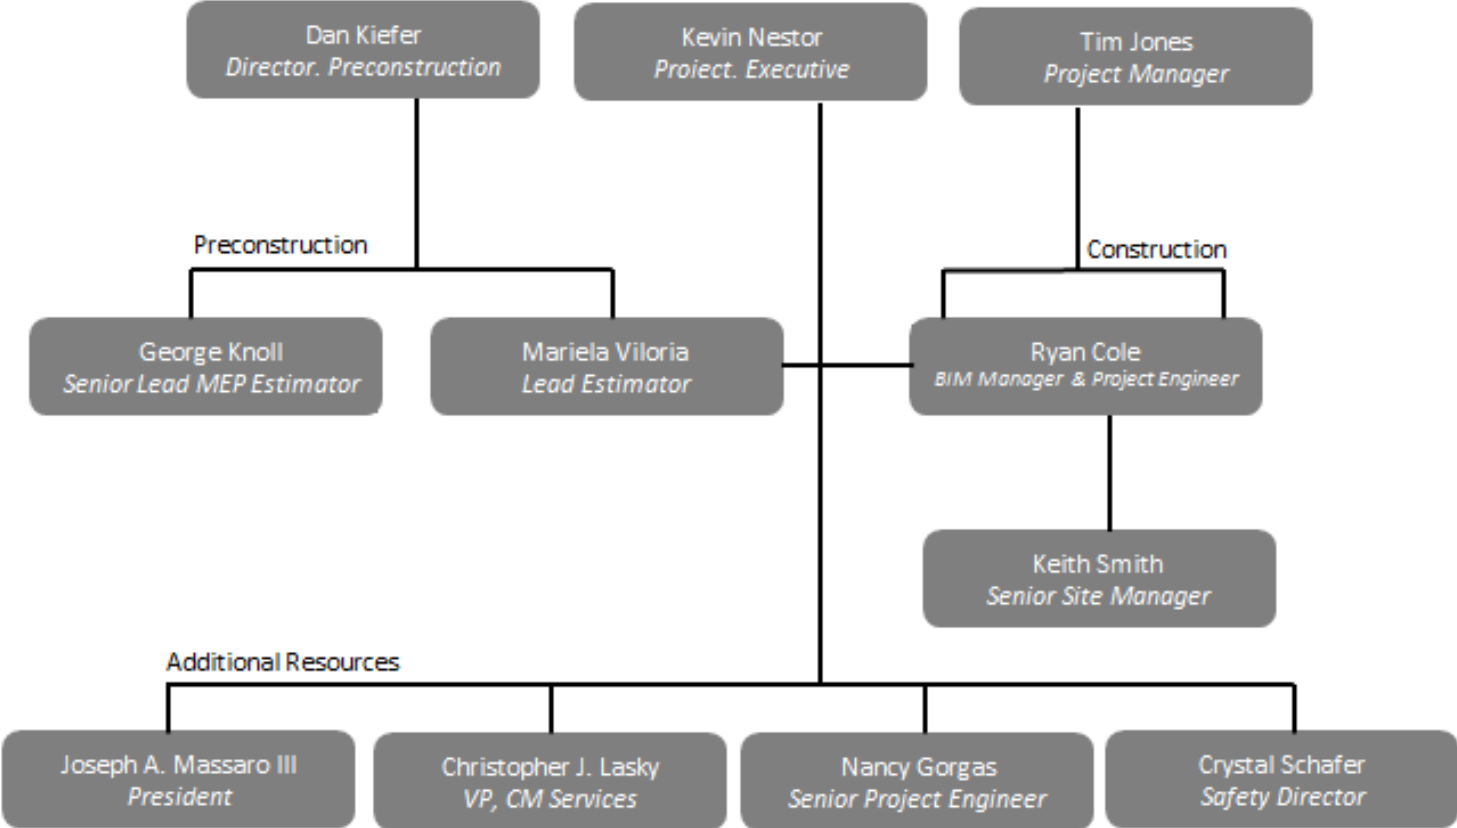 Dan Kiefer
Director. Preconstruction
Kevin Nestor
Proiect. Executive
Tim Jones
Project Manager
Preconstruction
Construction
George Knoll
Senior Lead MEP Estimator
Mariela Viloria
Lead Estimator
Ryan Cole
BIM Manager & Project Engineer
Keith Smith
Senior Site Manager
Additional Resources
Joseph A. Massaro III
President
Christopher J. Lasky
VP, CM Services
Nancy Gorgas
Senior Project Engineer
Crystal Schafer
Safety Director